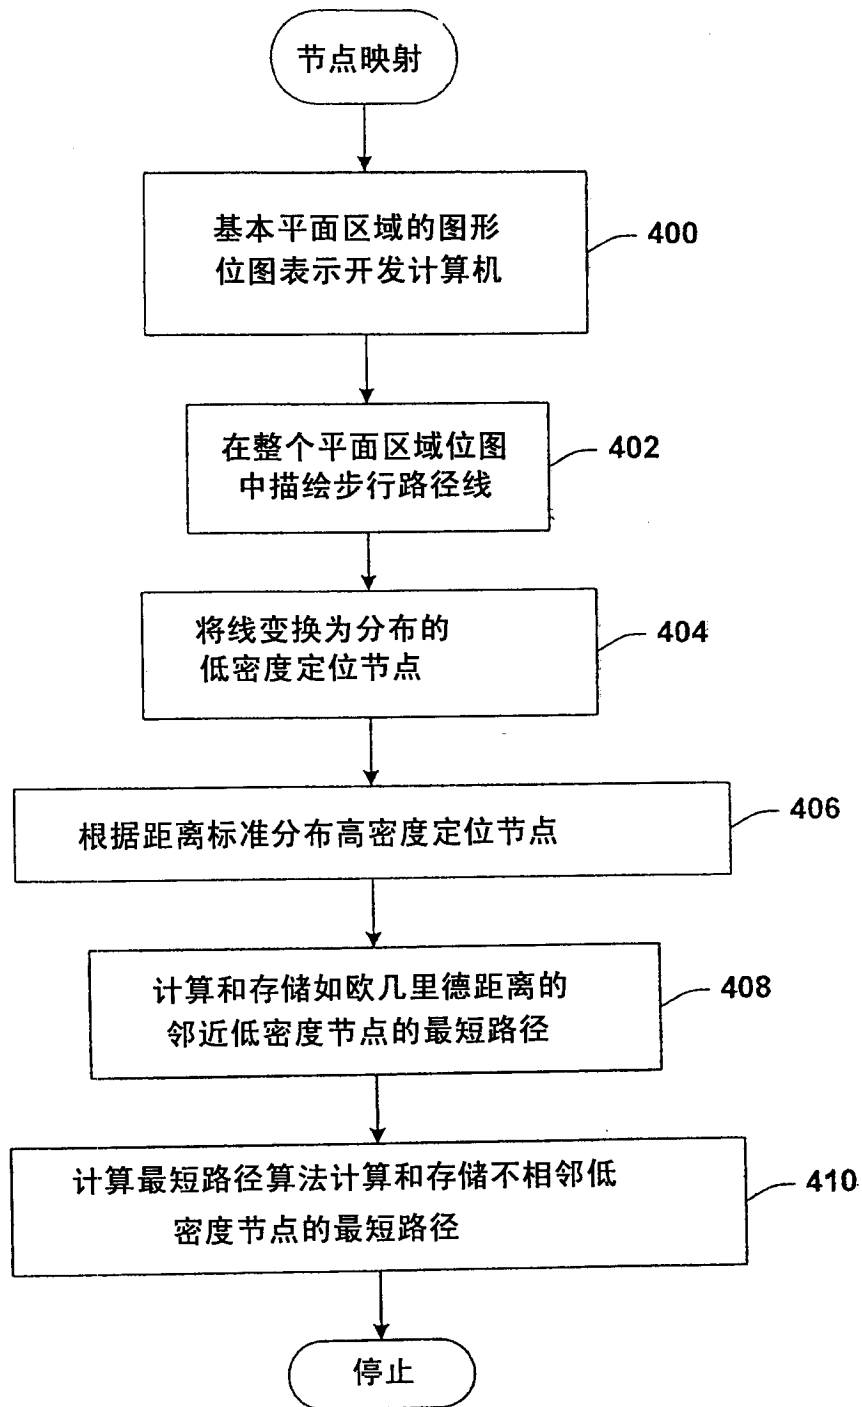 节点映射
基本平面区域的图形
位图表示开发计算机
400
在整个平面区域位图
中描绘步行路径线
402
将线变换为分布的
低密度定位节点
404
根据距离标准分布高密度定位节点
406
计算和存储如欧几里德距离的
邻近低密度节点的最短路径
408
计算最短路径算法计算和存储不相邻低
密度节点的最短路径
410
停止